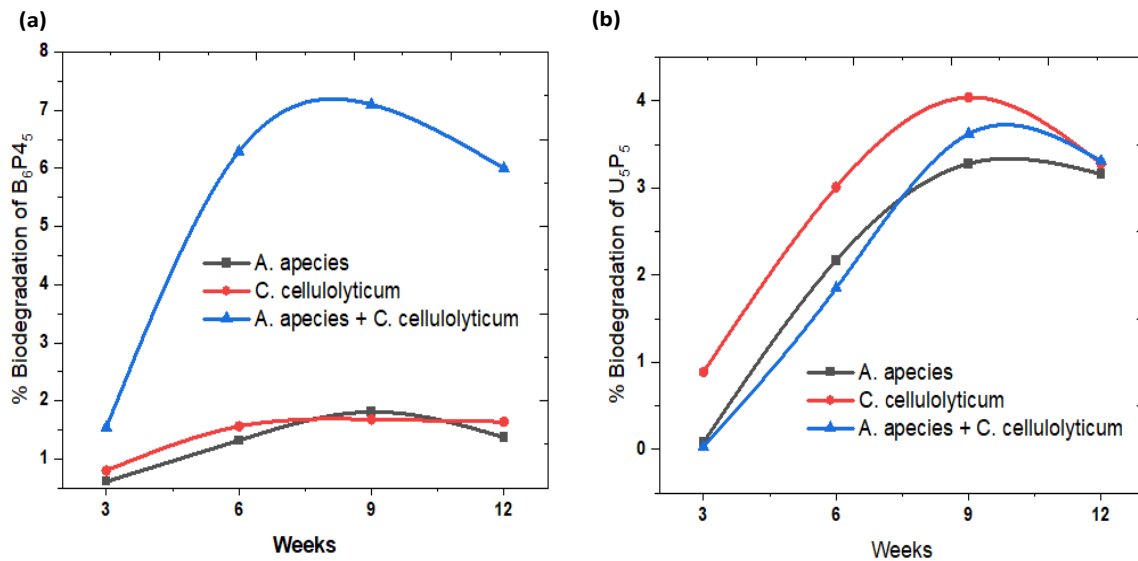 (a)
8
7
6
5
4
3
2
1
% Biodegradation of B₆P4₅
A. apecies
C. cellulolyticum
A. apecies + C. cellulolyticum
3 6 9 12
Weeks
(b)
4
3
2
1
0
% Biodegradation of U₅P₅
A. apecies
C. cellulolyticum
A. apecies + C. cellulolyticum
3 6 9 12
Weeks